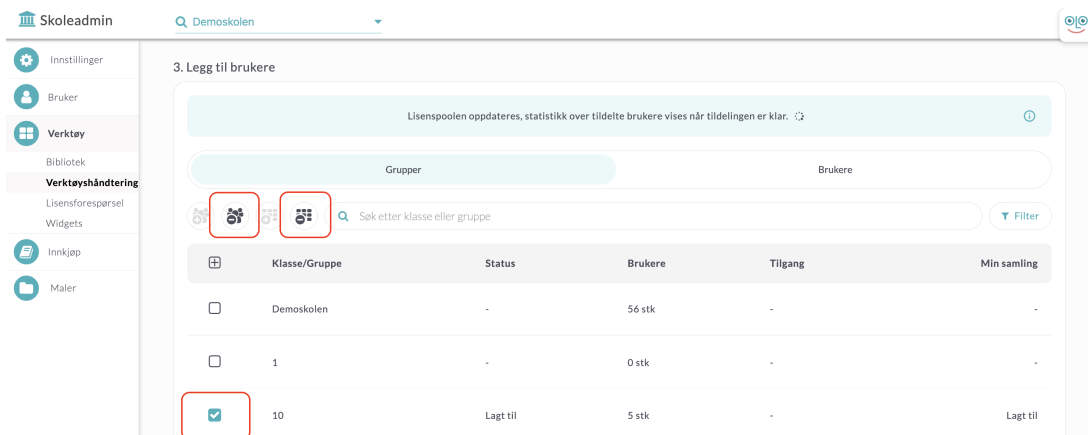 Skoleadmin
Demoskolen
Innstillinger
Bruker
Verktøy
Bibliotek
Verktøyshåndtering
Lisensforespørsel
Widgets
Innkjøp
Maler
3. Legg til brukere
Lisenspoolen oppdateres, statistikk over tildelte brukere vises når tildelingen er klar.
Grupper Brukere
Søk etter klasse eller gruppe Filter
Klasse/Gruppe Status Brukere Tilgang Min samling
Demoskolen - 56 stk - -
1 - 0 stk - -
10 Lagt til 5 stk - Lagt til